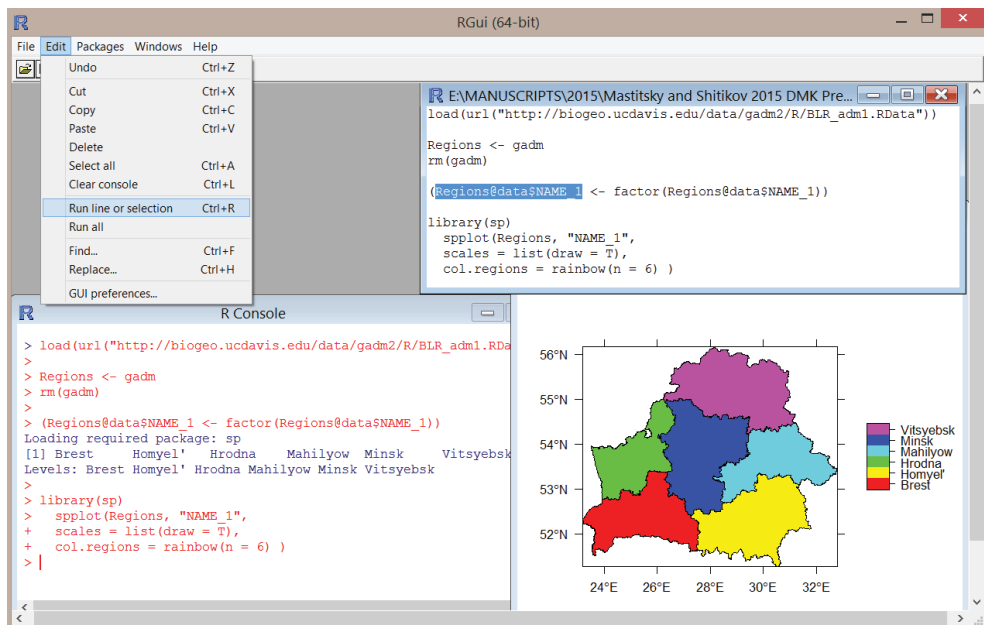 RGui (64-bit)
File Edit Packages Windows Help
Undo Ctrl+Z
Cut Ctrl+X
Copy Ctrl+C
Paste Ctrl+V
Delete
Select all Ctrl+A
Clear console Ctrl+L
Run line or selection Ctrl+R
Run all
Find... Ctrl+F
Replace... Ctrl+H
GUI preferences...
E:\MANUSCRIPTS\2015\Mastitsky and Shitikov 2015 DMK Pre...
load(url("http://biogeo.ucdavis.edu/data/gadm2/R/BLR_adm1.RData"))
Regions <- gadm
rm(gadm)
(Regions@data$NAME_1 <- factor(Regions@data$NAME_1))
library(sp)
spplot(Regions, "NAME_1",
scales = list(draw = T),
col.regions = rainbow(n = 6) )
R Console
> load(url("http://biogeo.ucdavis.edu/data/gadm2/R/BLR_adm1.RDa
>
> Regions <- gadm
> rm(gadm)
>
> (Regions@data$NAME_1 <- factor(Regions@data$NAME_1))
Loading required package: sp
[1] Brest Homyel' Hrodna Mahilyow Minsk Vitsyebsk
Levels: Brest Homyel' Hrodna Mahilyow Minsk Vitsyebsk
>
> library(sp)
> spplot(Regions, "NAME_1",
+ scales = list(draw = T),
+ col.regions = rainbow(n = 6) )
>
56°N
55°N
54°N
53°N
52°N
24°E 26°E 28°E 30°E 32°E
Vitsyebsk
Minsk
Mahilyow
Hrodna
Homyel'
Brest